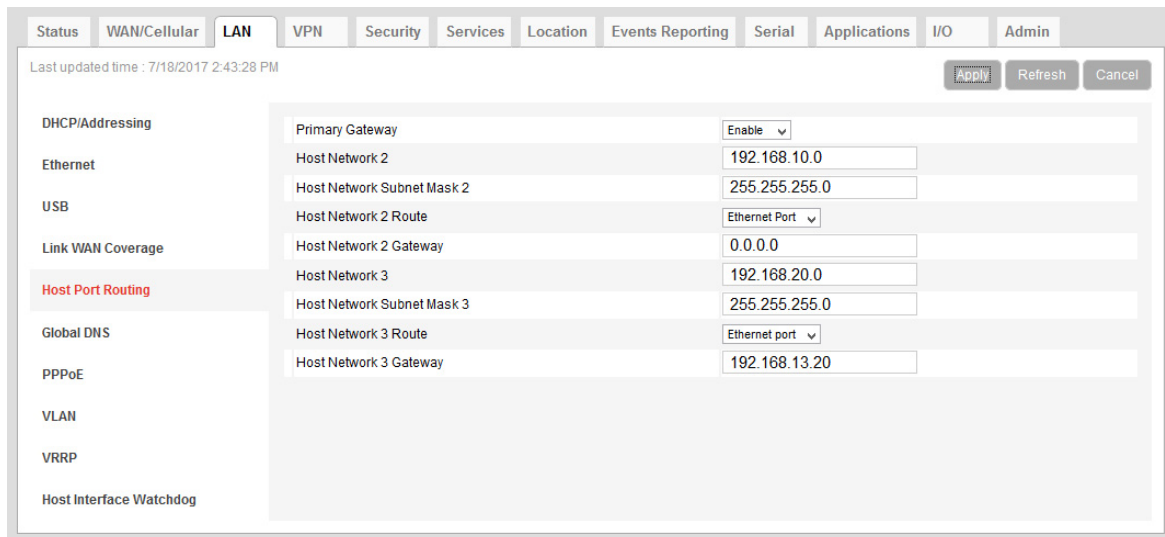 Status WAN/Cellular LAN VPN Security Services Location Events Reporting Serial Applications I/O Admin
Last updated time : 7/18/2017 2:43:28 PM
Apply Refresh Cancel
DHCP/Addressing
Ethernet
USB
Link WAN Coverage
Host Port Routing
Global DNS
PPPoE
VLAN
VRRP
Host Interface Watchdog
Primary Gateway Enable
Host Network 2 192.168.10.0
Host Network Subnet Mask 2 255.255.255.0
Host Network 2 Route Ethernet Port
Host Network 2 Gateway 0.0.0.0
Host Network 3 192.168.20.0
Host Network Subnet Mask 3 255.255.255.0
Host Network 3 Route Ethernet port
Host Network 3 Gateway 192.168.13.20